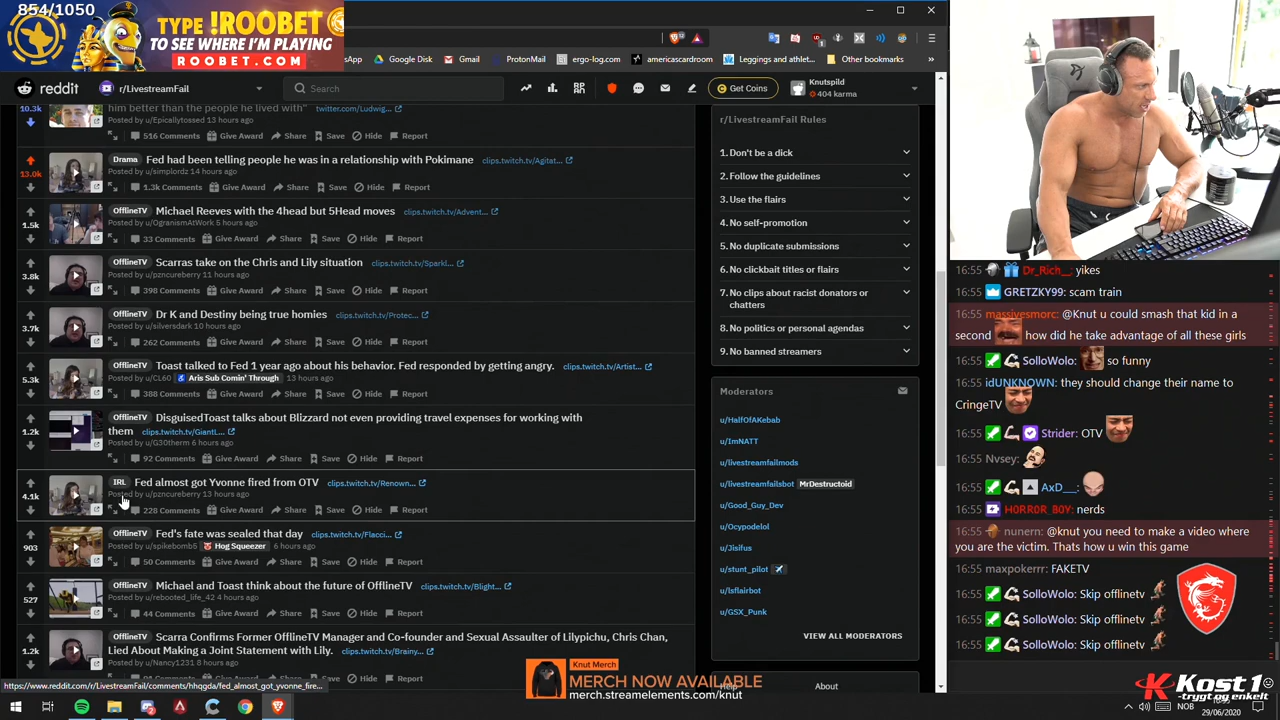 854/1050
TYPE !ROOBET
TO SEE WHERE I'M PLAYING
ROOBET.COM
Google Disk
Gmail
ProtonMail
ergo-log.com
americascardroom
Leggings and athlet...
Other bookmarks
reddit
r/LivestreamFail
Search
Get Coins
Knutspild
404 karma
10.3k
him better than the people he lived with"
twitter.com/Ludwig...
Posted by u/Epicallytossed 13 hours ago
516 Comments Give Award Share Save Hide Report
13.0k
Drama Fed had been telling people he was in a relationship with Pokimane clips.twitch.tv/Agitat...
Posted by u/simplordz 14 hours ago
1.3k Comments Give Award Share Save Hide Report
1.5k
OfflineTV Michael Reeves with the 4head but 5Head moves clips.twitch.tv/Advent...
Posted by u/OgranismAtWork 5 hours ago
33 Comments Give Award Share Save Hide Report
3.8k
OfflineTV Scarras take on the Chris and Lily situation clips.twitch.tv/Sparkl...
Posted by u/pzncureberry 11 hours ago
398 Comments Give Award Share Save Hide Report
3.7k
OfflineTV Dr K and Destiny being true homies clips.twitch.tv/Protec...
Posted by u/silversdark 10 hours ago
262 Comments Give Award Share Save Hide Report
5.3k
OfflineTV Toast talked to Fed 1 year ago about his behavior. Fed responded by getting angry. clips.twitch.tv/Artist...
Posted by u/CL60 Aris Sub Comin' Through 13 hours ago
388 Comments Give Award Share Save Hide Report
1.2k
OfflineTV DisguisedToast talks about Blizzard not even providing travel expenses for working with
them clips.twitch.tv/GiantL...
Posted by u/G30therm 6 hours ago
92 Comments Give Award Share Save Hide Report
4.1k
IRL Fed almost got Yvonne fired from OTV clips.twitch.tv/Renown...
Posted by u/pzncureberry 13 hours ago
228 Comments Give Award Share Save Hide Report
903
OfflineTV Fed's fate was sealed that day clips.twitch.tv/Flacci...
Posted by u/spikebomb5 Hog Squeezer 6 hours ago
50 Comments Give Award Share Save Hide Report
527
OfflineTV Michael and Toast think about the future of OfflineTV clips.twitch.tv/Blight...
Posted by u/rebooted_life_42 4 hours ago
44 Comments Give Award Share Save Hide Report
1.2k
OfflineTV Scarra Confirms Former OfflineTV Manager and Co-founder and Sexual Assaulter of Lilypichu, Chris Chan,
Lied About Making a Joint Statement with Lily. clips.twitch.tv/Brainy...
Posted by u/Nancy1231 8 hours ago
https://www.reddit.com/r/LivestreamFail/comments/hhqgda/fed_almost_got_yvonne_fire...
r/LivestreamFail Rules
1. Don't be a dick
2. Follow the guidelines
3. Use the flairs
4. No self-promotion
5. No duplicate submissions
6. No clickbait titles or flairs
7. No clips about racist donators or
chatters
8. No politics or personal agendas
9. No banned streamers
Moderators
u/HalfOfAKebab
u/ImNATT
u/livestreamfailmods
u/livestreamfailsbot MrDestructoid
u/Good_Guy_Dev
u/Ocypodelol
u/Jisifus
u/stunt_pilot
u/lsflairbot
u/GSX_Punk
VIEW ALL MODERATORS
About
Knut Merch
MERCH NOW AVAILABLE
merch.streamelements.com/knut
16:55 Dr_Rich__: yikes
16:55 GRETZKY99: scam train
16:55 massivesmorc: @Knut u could smash that kid in a
second how did he take advantage of all these girls
16:55 SolloWolo: so funny
16:55 idUNKNOWN: they should change their name to
CringeTV
16:55 Strider: OTV
16:55 Nvsey:
16:55 AxD___:
16:55 H0RR0R_B0Y: nerds
16:55 nunern: @knut you need to make a video where
you are the victim. Thats how u win this game
16:55 maxpokerrr: FAKETV
16:55 SolloWolo: Skip offlinetv
16:55 SolloWolo: Skip offlinetv
16:55 SolloWolo: Skip offlinetv
Kost1
-trygt og enkelt
NOB
29/06/2020